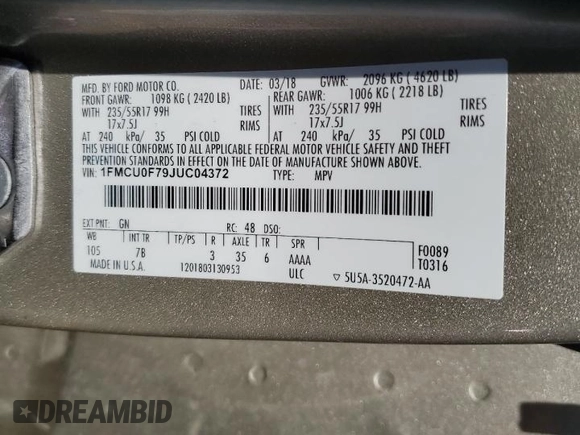 MFD. BY FORD MOTOR CO. 03/18 GVWR: 2096 KG ( 4620 LB)
FRONT GAWR: 1098 KG ( 2420 LB) REAR GAWR: 1006 KG ( 2218 LB)
WITH 235/55R17 99H TIRES WITH 235/55R17 99H TIRES
17x7.5J RIMS 17x7.5J RIMS
AT 240 kPa/ 35 PSI COLD AT 240 kPa/ 35 PSI COLD
THIS VEHICLE CONFORMS TO ALL APPLICABLE FEDERAL MOTOR VEHICLE SAFETY AND THEFT
PREVENTION STANDARDS IN EFFECT ON THE DATE OF MANUFACTURE SHOWN ABOVE.
VIN: 1FMCU0F79JUC04372 TYPE: MPV
EXT PNT: GN RC: 48 DSO:
WB INT TR TP/PS R AXLE TR SPR F0089
105 7B 3 35 6 AAAA T0316
MADE IN U.S.A. 1201803130953 ULC ▽ 5U5A-3520472-AA
DREAMBID